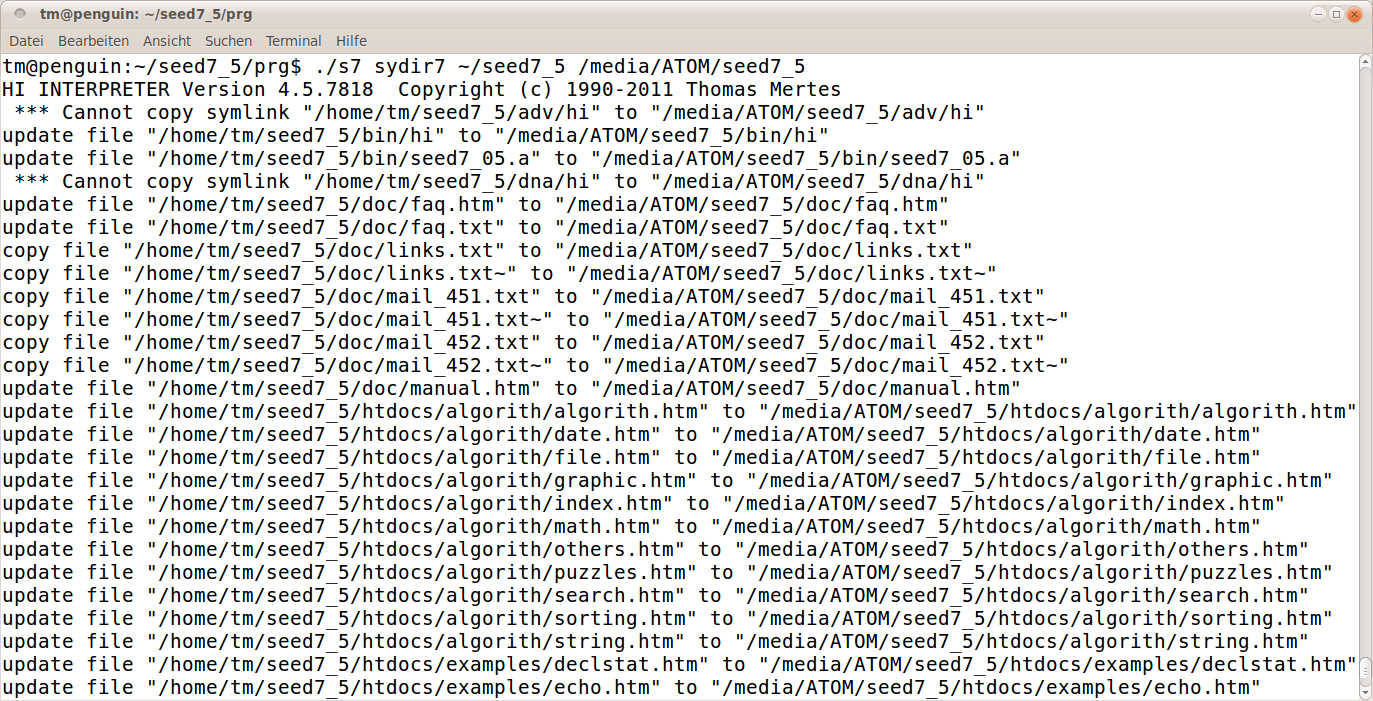 tm@penguin: ~/seed7_5/prg
Datei Bearbeiten Ansicht Suchen Terminal Hilfe
tm@penguin:~/seed7_5/prg$ ./s7 sydir7 ~/seed7_5 /media/ATOM/seed7_5
HI INTERPRETER Version 4.5.7818  Copyright (c) 1990-2011 Thomas Mertes
 *** Cannot copy symlink "/home/tm/seed7_5/adv/hi" to "/media/ATOM/seed7_5/adv/hi"
update file "/home/tm/seed7_5/bin/hi" to "/media/ATOM/seed7_5/bin/hi"
update file "/home/tm/seed7_5/bin/seed7_05.a" to "/media/ATOM/seed7_5/bin/seed7_05.a"
 *** Cannot copy symlink "/home/tm/seed7_5/dna/hi" to "/media/ATOM/seed7_5/dna/hi"
update file "/home/tm/seed7_5/doc/faq.htm" to "/media/ATOM/seed7_5/doc/faq.htm"
update file "/home/tm/seed7_5/doc/faq.txt" to "/media/ATOM/seed7_5/doc/faq.txt"
copy file "/home/tm/seed7_5/doc/links.txt" to "/media/ATOM/seed7_5/doc/links.txt"
copy file "/home/tm/seed7_5/doc/links.txt~" to "/media/ATOM/seed7_5/doc/links.txt~"
copy file "/home/tm/seed7_5/doc/mail_451.txt" to "/media/ATOM/seed7_5/doc/mail_451.txt"
copy file "/home/tm/seed7_5/doc/mail_451.txt~" to "/media/ATOM/seed7_5/doc/mail_451.txt~"
copy file "/home/tm/seed7_5/doc/mail_452.txt" to "/media/ATOM/seed7_5/doc/mail_452.txt"
copy file "/home/tm/seed7_5/doc/mail_452.txt~" to "/media/ATOM/seed7_5/doc/mail_452.txt~"
update file "/home/tm/seed7_5/doc/manual.htm" to "/media/ATOM/seed7_5/doc/manual.htm"
update file "/home/tm/seed7_5/htdocs/algorith/algorith.htm" to "/media/ATOM/seed7_5/htdocs/algorith/algorith.htm"
update file "/home/tm/seed7_5/htdocs/algorith/date.htm" to "/media/ATOM/seed7_5/htdocs/algorith/date.htm"
update file "/home/tm/seed7_5/htdocs/algorith/file.htm" to "/media/ATOM/seed7_5/htdocs/algorith/file.htm"
update file "/home/tm/seed7_5/htdocs/algorith/graphic.htm" to "/media/ATOM/seed7_5/htdocs/algorith/graphic.htm"
update file "/home/tm/seed7_5/htdocs/algorith/index.htm" to "/media/ATOM/seed7_5/htdocs/algorith/index.htm"
update file "/home/tm/seed7_5/htdocs/algorith/math.htm" to "/media/ATOM/seed7_5/htdocs/algorith/math.htm"
update file "/home/tm/seed7_5/htdocs/algorith/others.htm" to "/media/ATOM/seed7_5/htdocs/algorith/others.htm"
update file "/home/tm/seed7_5/htdocs/algorith/puzzles.htm" to "/media/ATOM/seed7_5/htdocs/algorith/puzzles.htm"
update file "/home/tm/seed7_5/htdocs/algorith/search.htm" to "/media/ATOM/seed7_5/htdocs/algorith/search.htm"
update file "/home/tm/seed7_5/htdocs/algorith/sorting.htm" to "/media/ATOM/seed7_5/htdocs/algorith/sorting.htm"
update file "/home/tm/seed7_5/htdocs/algorith/string.htm" to "/media/ATOM/seed7_5/htdocs/algorith/string.htm"
update file "/home/tm/seed7_5/htdocs/examples/declstat.htm" to "/media/ATOM/seed7_5/htdocs/examples/declstat.htm"
update file "/home/tm/seed7_5/htdocs/examples/echo.htm" to "/media/ATOM/seed7_5/htdocs/examples/echo.htm"